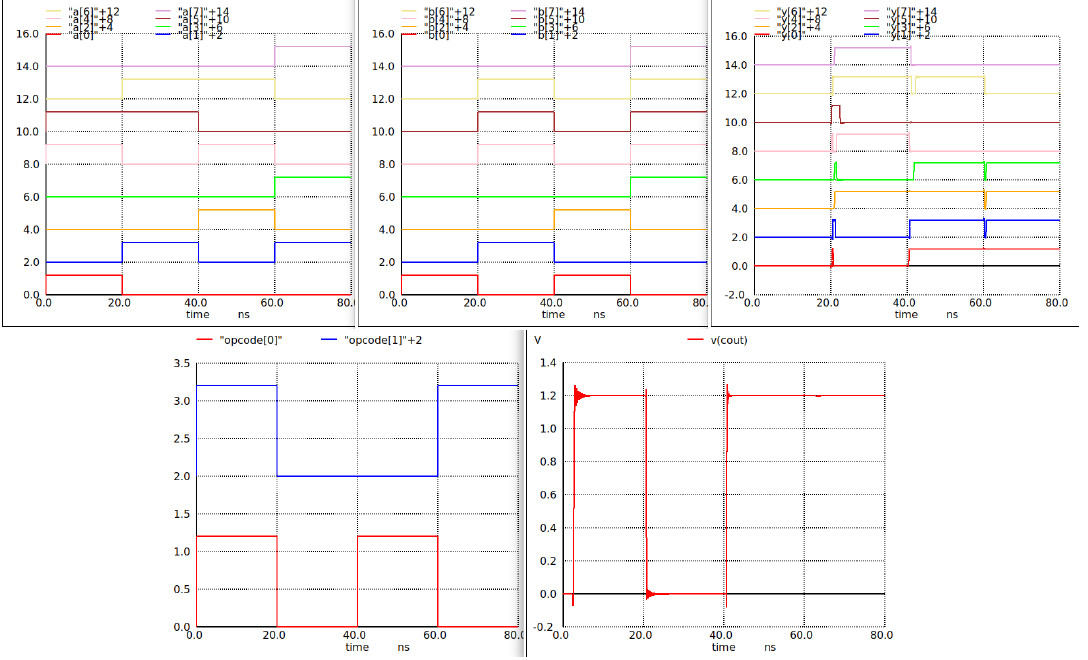 "a[6]"+12 "a[7]"+14
"a[4]"+8 "a[5]"+10
"a[2]"+4 "a[3]"+6
"a[0]" "a[1]"+2
16.0
14.0
12.0
10.0
8.0
6.0
4.0
2.0
0.0
0.0 20.0 40.0 60.0 80.
time ns
"b[6]"+12 "b[7]"+14
"b[4]"+8 "b[5]"+10
"b[2]"+4 "b[3]"+6
"b[0]" "b[1]"+2
16.0
14.0
12.0
10.0
8.0
6.0
4.0
2.0
0.0
0.0 20.0 40.0 60.0 80.
time ns
"y[6]"+12 "y[7]"+14
"y[4]"+8 "y[5]"+10
"y[2]"+4 "y[3]"+6
"y[0]" "y[1]"+2
16.0
14.0
12.0
10.0
8.0
6.0
4.0
2.0
0.0
-2.0
0.0 20.0 40.0 60.0 80.0
time ns
"opcode[0]" "opcode[1]"+2
3.5
3.0
2.5
2.0
1.5
1.0
0.5
0.0
0.0 20.0 40.0 60.0 80.
time ns
V v(cout)
1.4
1.2
1.0
0.8
0.6
0.4
0.2
0.0
-0.2
0.0 20.0 40.0 60.0 80.0
time ns